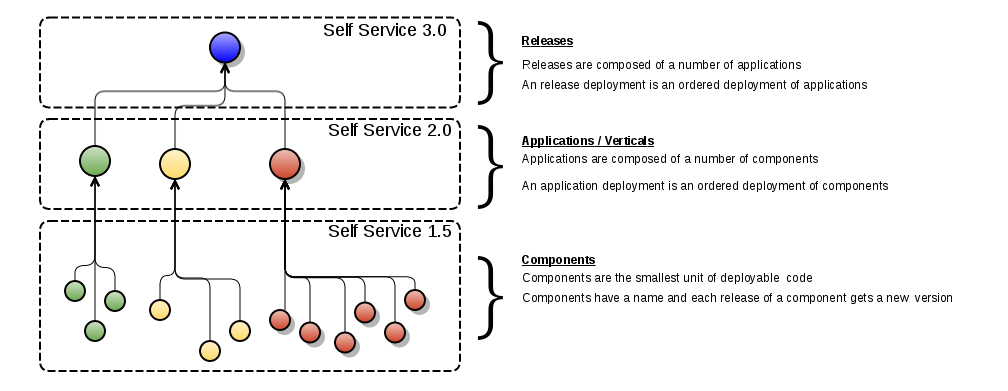 Self Service 3.0
Releases
Releases are composed of a number of applications
An release deployment is an ordered deployment of applications
Self Service 2.0
Applications / Verticals
Applications are composed of a number of components
An application deployment is an ordered deployment of components
Self Service 1.5
Components
Components are the smallest unit of deployable code
Components have a name and each release of a component gets a new version